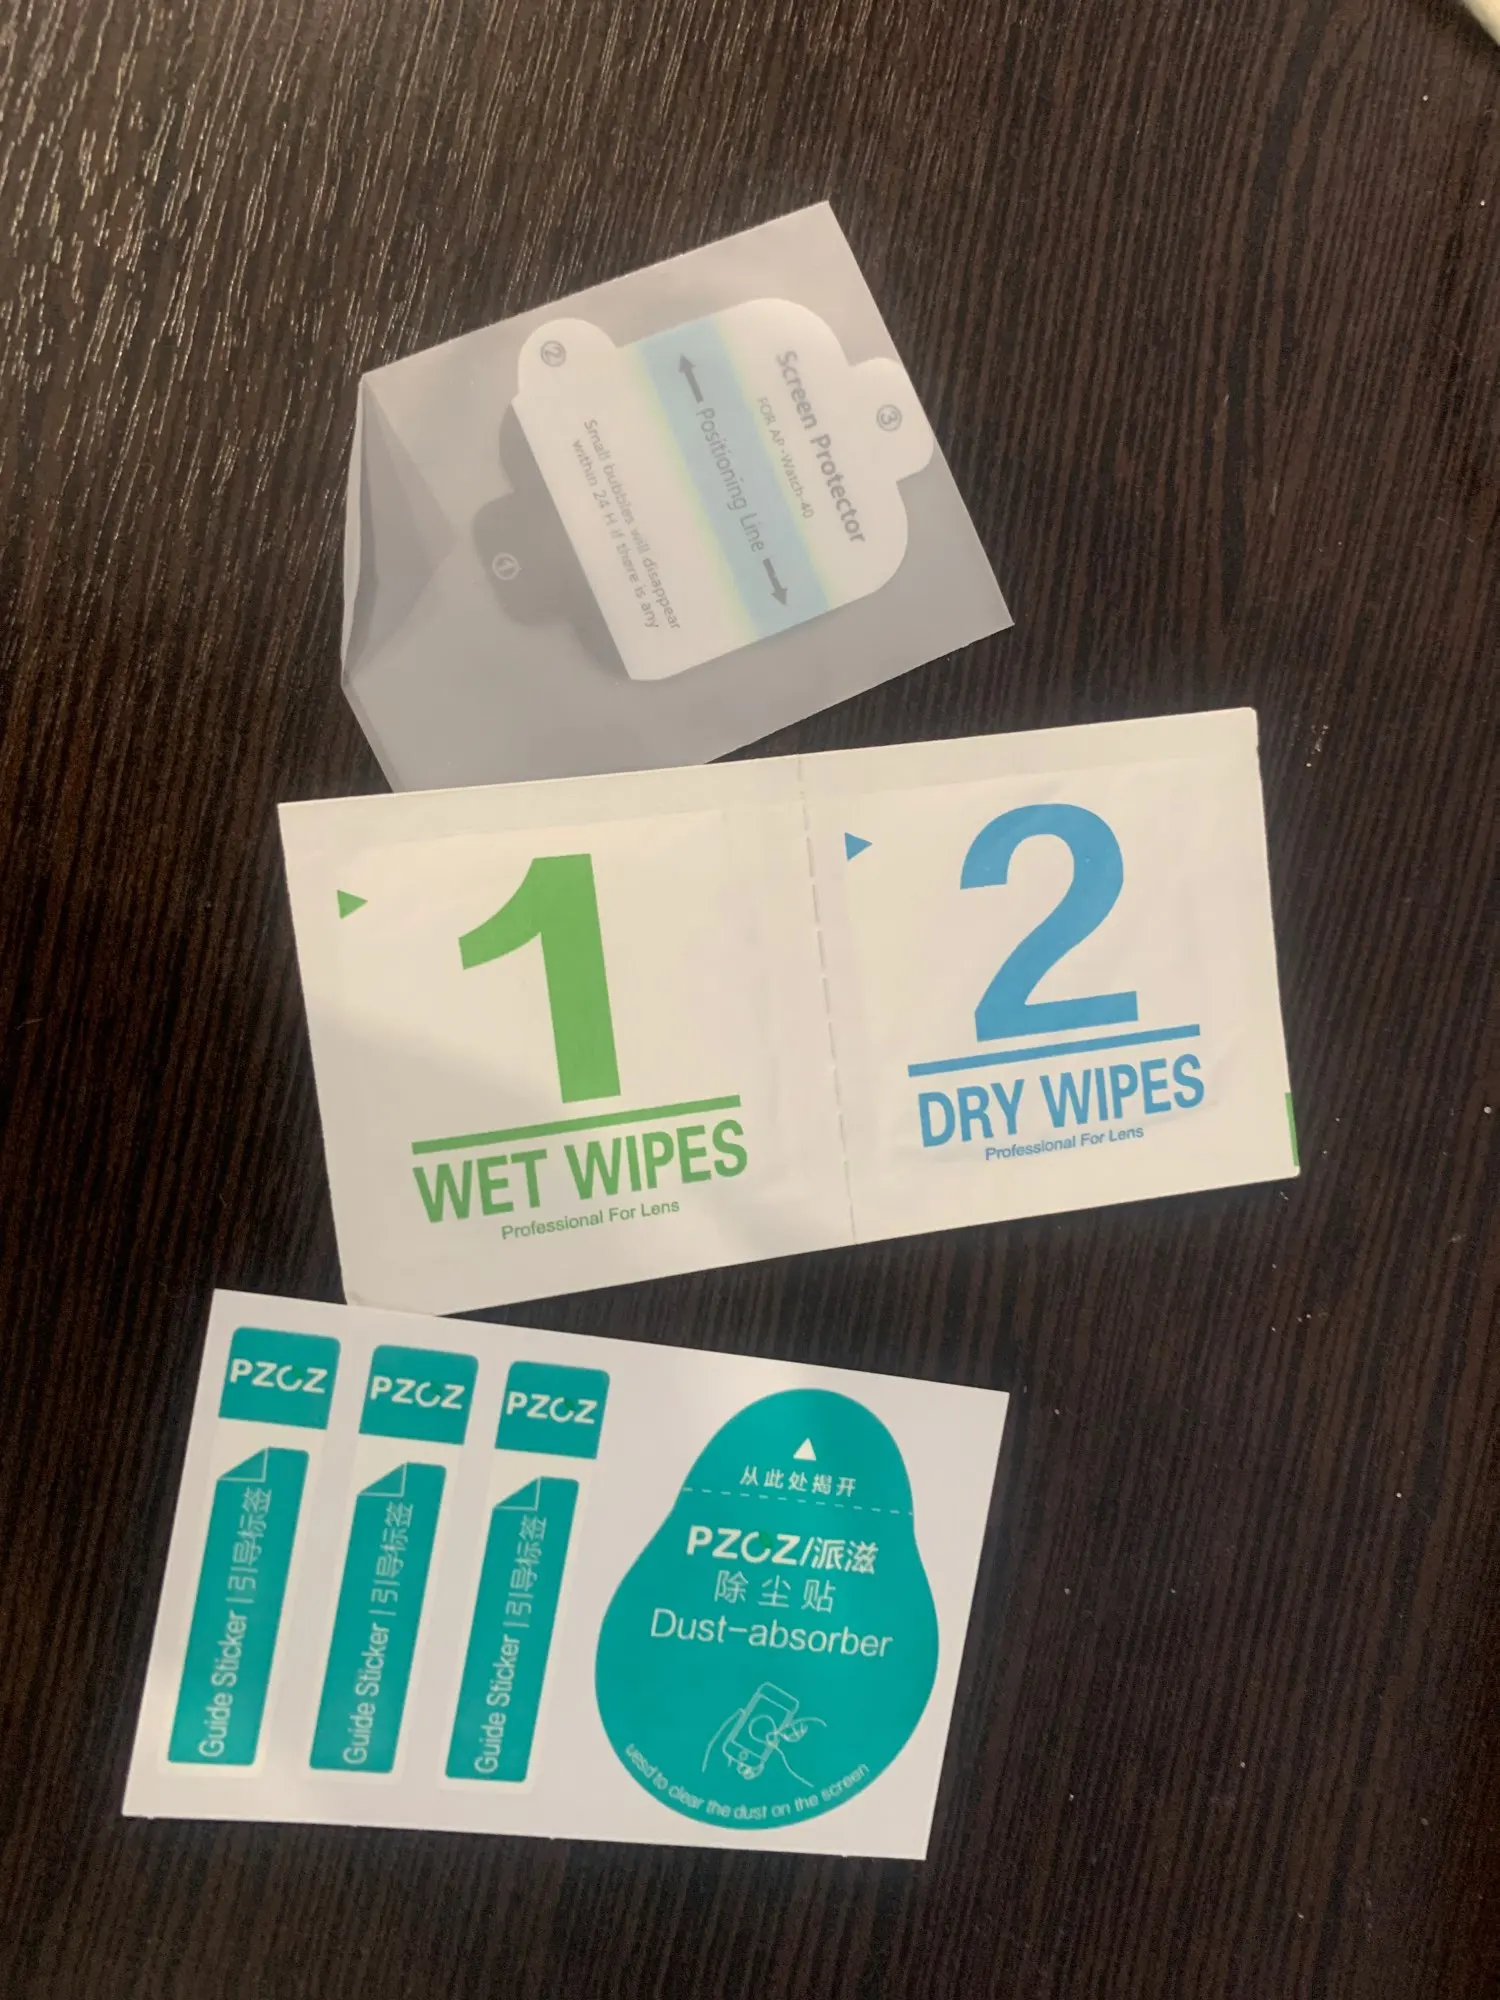 Screen Protector
FOR AP-Watch-40
Positioning Line
Small bubbles will disappear
within 24 H if there is any
①
②
③
1
WET WIPES
Professional For Lens
2
DRY WIPES
Professional For Lens
PZOZ
Guide Sticker | 引导标签
PZOZ
Guide Sticker | 引导标签
PZOZ
Guide Sticker | 引导标签
从此处揭开
PZOZ/派滋
除尘贴
Dust-absorber
uesd to clear the dust on the screen